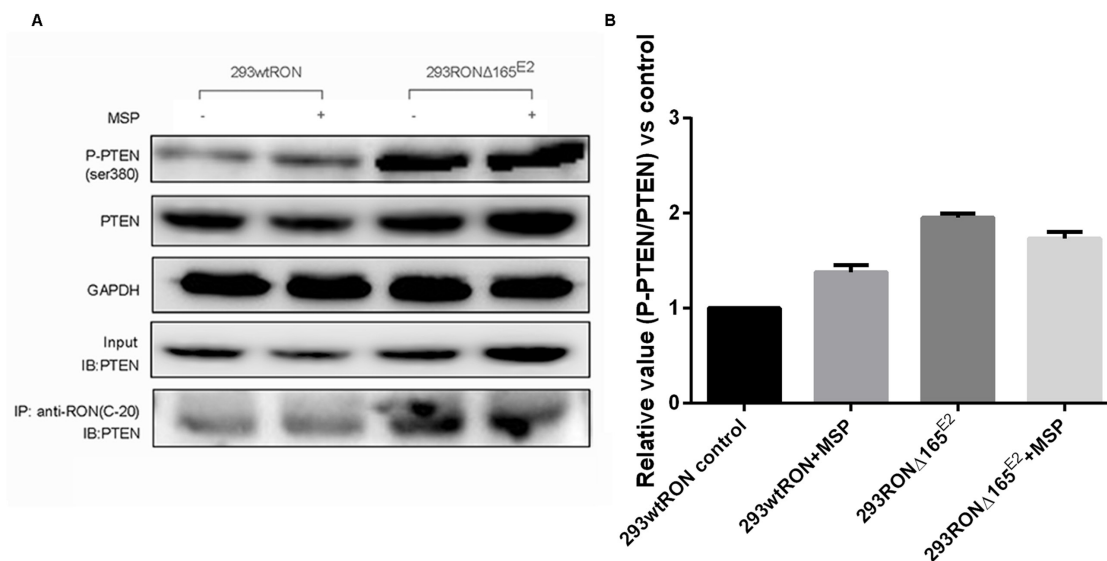 A
293wtRON 293RONΔ165E2
MSP - + - +
P-PTEN
(ser380)
PTEN
GAPDH
Input
IB:PTEN
IP: anti-RON(C-20)
IB:PTEN
B
Relative value (P-PTEN/PTEN) vs control
3
2
1
0
293wtRON control
293wtRON+MSP
293RONΔ165E2
293RONΔ165E2+MSP